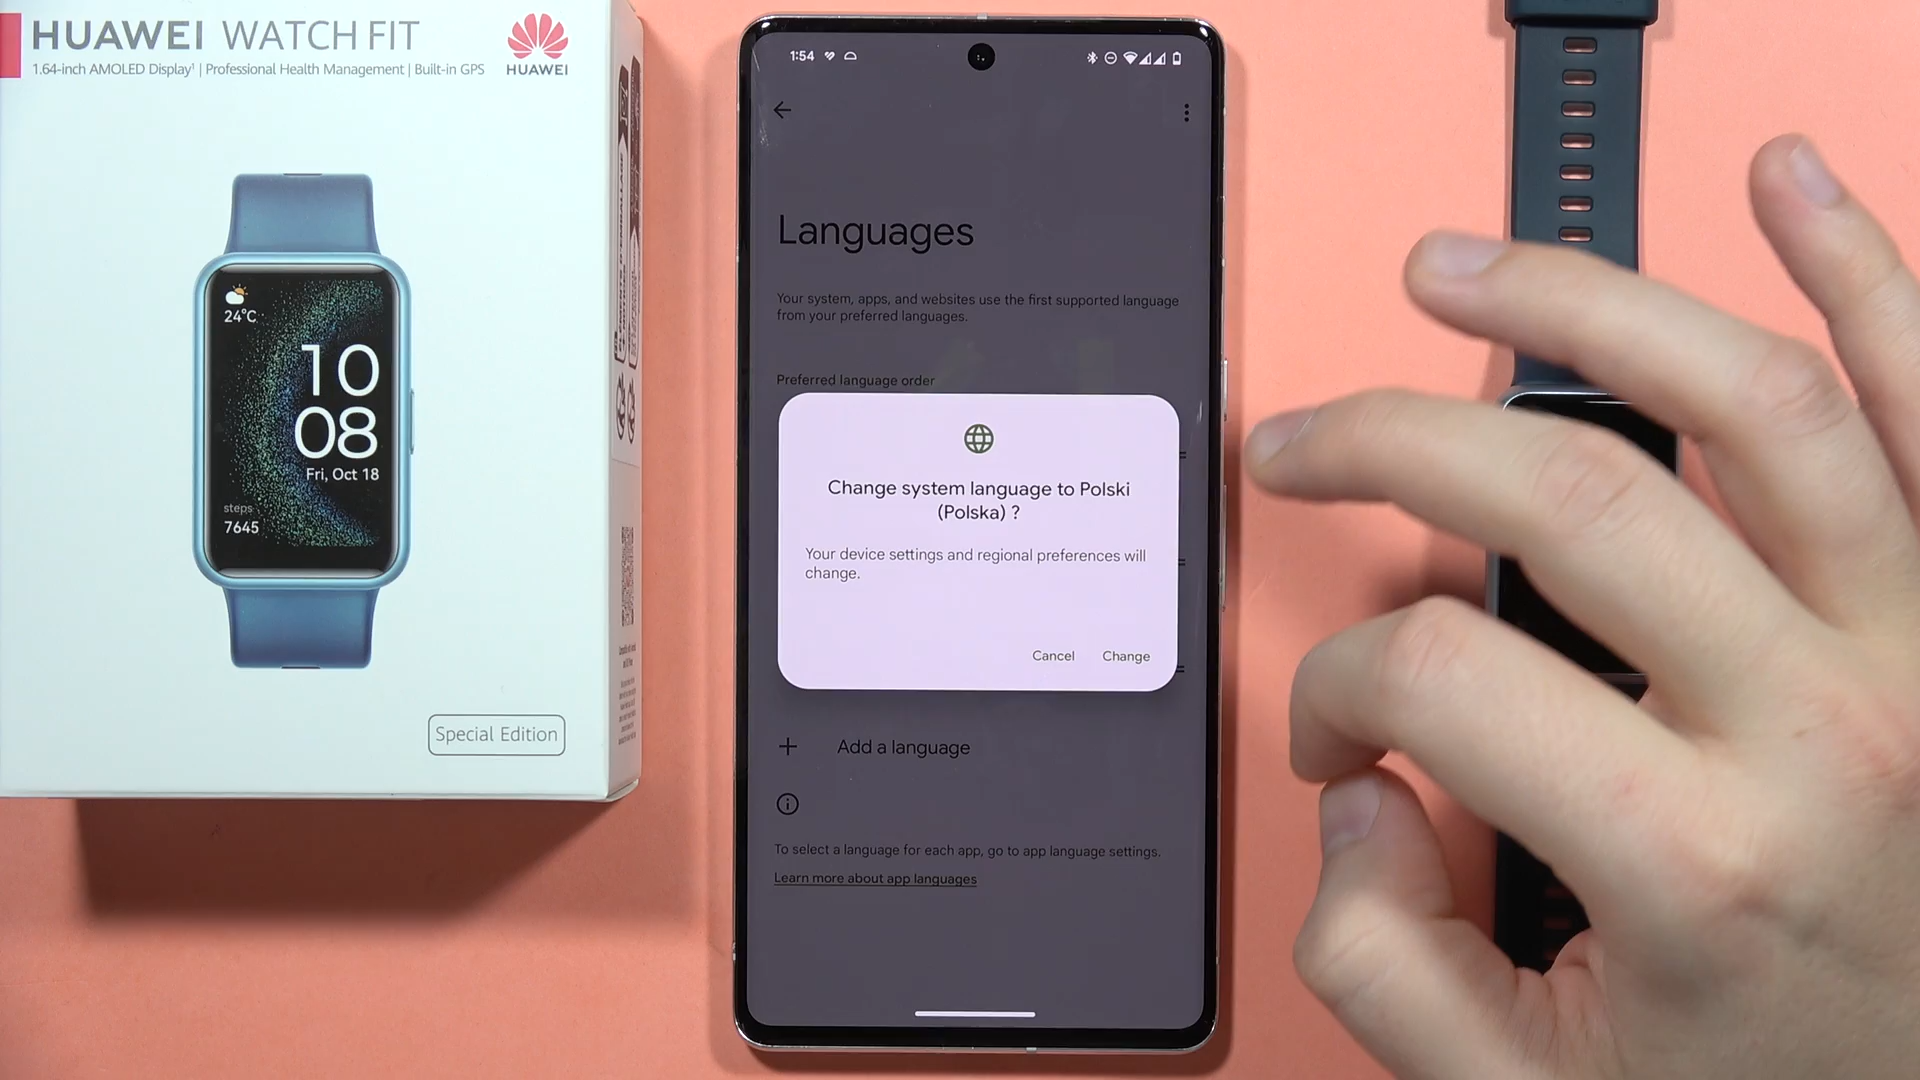 HUAWEI WATCH FIT
1.64-inch AMOLED Display¹ | Professional Health Management | Built-in GPS
HUAWEI
24°C
10
08
Fri, Oct 18
steps
7645
Special Edition
1:54
Languages
Your system, apps, and websites use the first supported language
from your preferred languages.
Preferred language order
Change system language to Polski
(Polska) ?
Your device settings and regional preferences will
change.
Cancel
Change
Add a language
To select a language for each app, go to app language settings.
Learn more about app languages